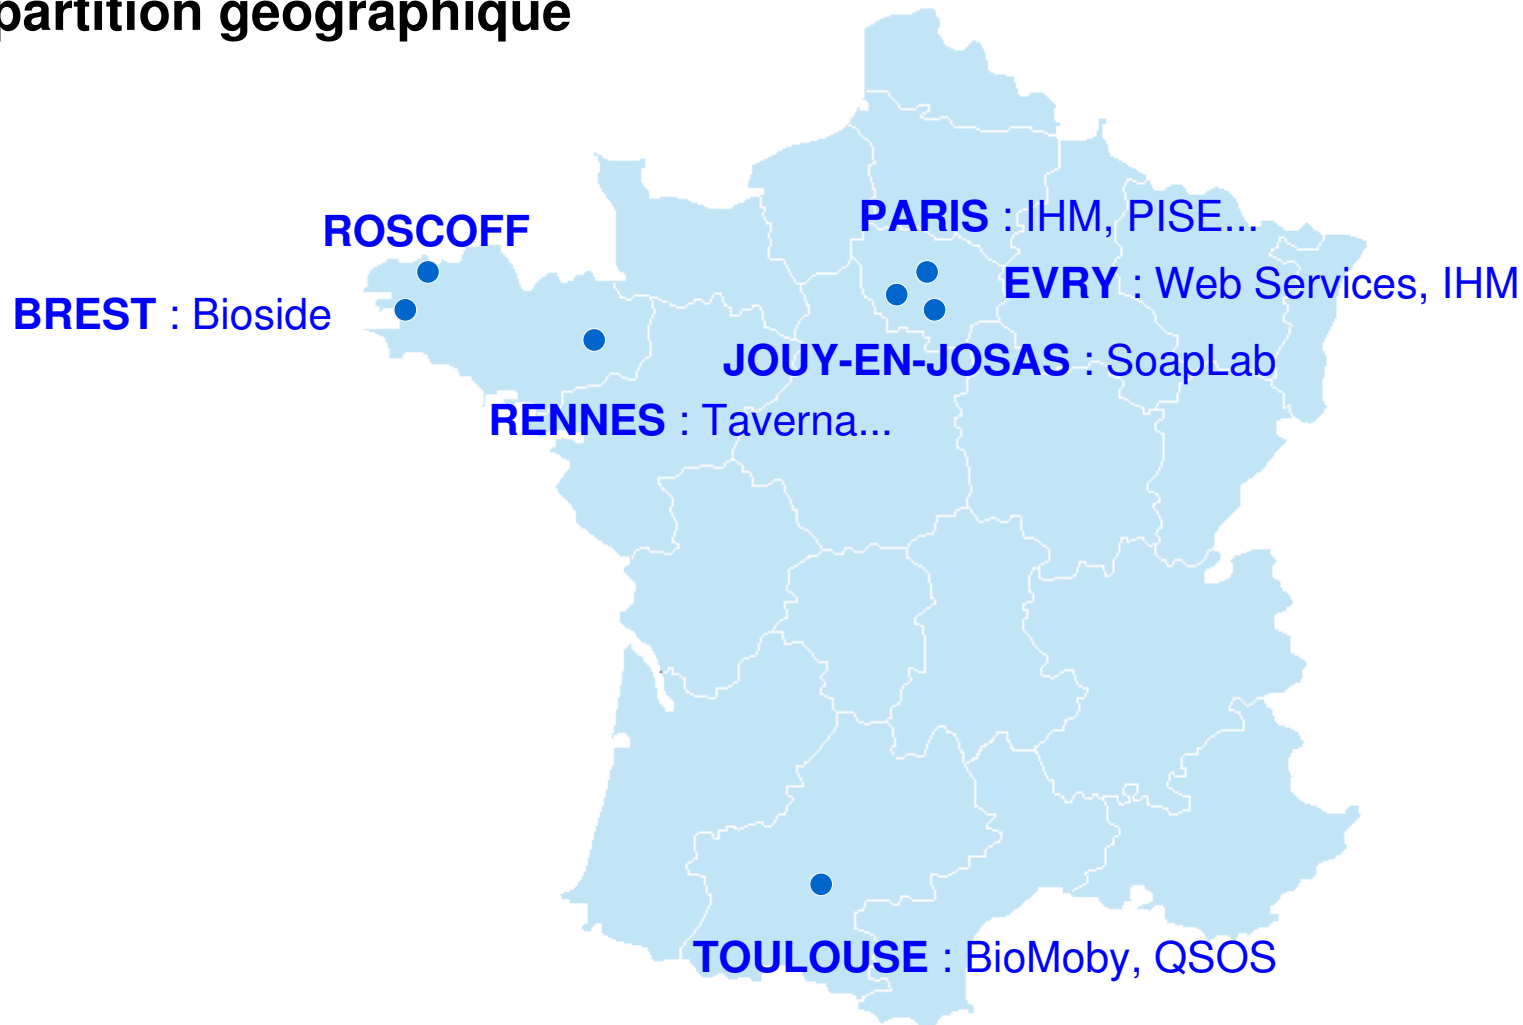 partition géographique
PARIS : IHM, PISE...
ROSCOFF
EVRY : Web Services, IHM
BREST : Bioside
JOUY-EN-JOSAS : SoapLab
RENNES : Taverna...
TOULOUSE : BioMoby, QSOS